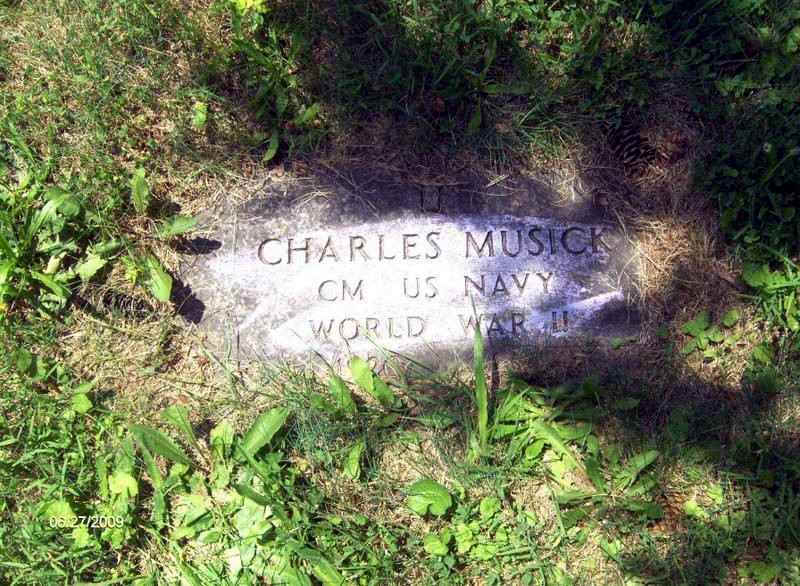 CHARLES MUSICK
CM US NAVY
WORLD WAR II
06/27/2009